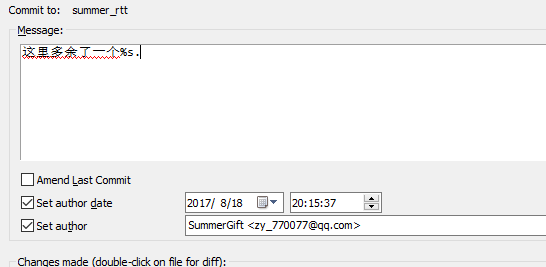 Commit to: summer_rtt
Message:
这里多余了一个%s.
Amend Last Commit
Set author date 2017/ 8/18 20:15:37
Set author SummerGift <zy_770077@qq.com>
Changes made (double-click on file for diff):